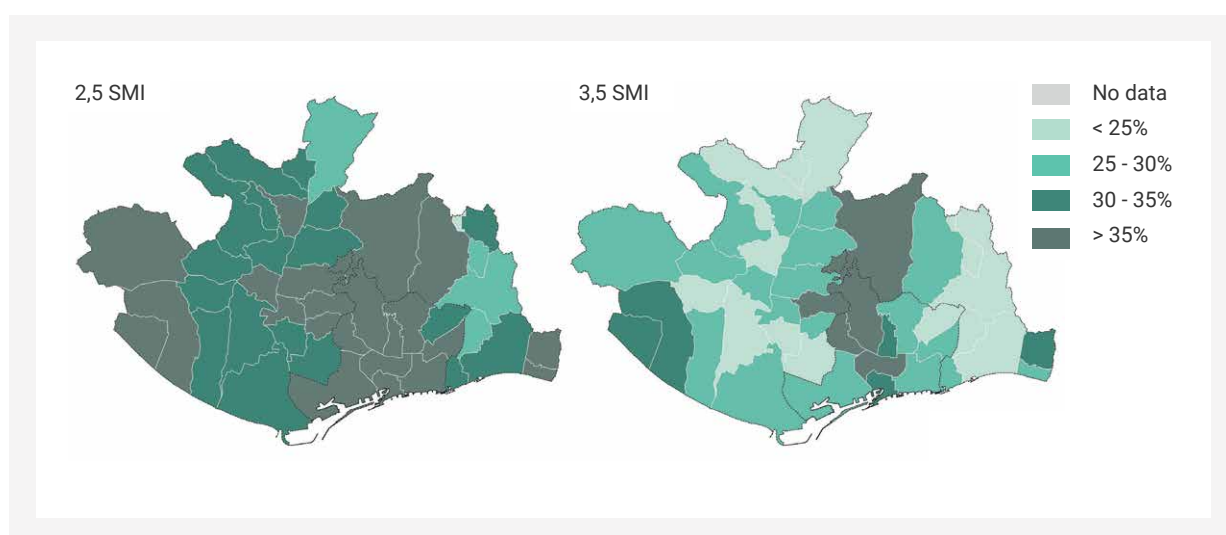 2,5 SMI
3,5 SMI
No data
< 25%
25 - 30%
30 - 35%
> 35%